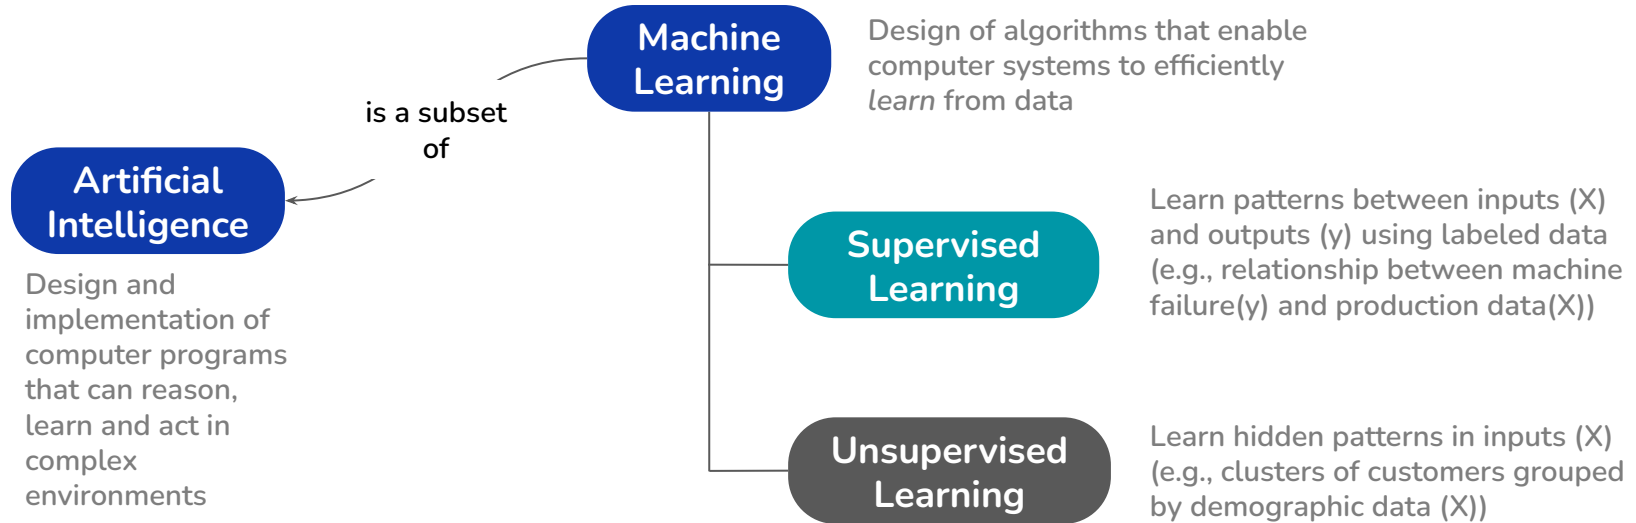 Machine
Learning
Design of algorithms that enable
computer systems to efficiently
learn from data
is a subset
of
Artificial
Intelligence
Design and
implementation of
computer programs
that can reason,
learn and act in
complex
environments
Supervised
Learning
Learn patterns between inputs (X)
and outputs (y) using labeled data
(e.g., relationship between machine
failure(y) and production data(X))
Unsupervised
Learning
Learn hidden patterns in inputs (X)
(e.g., clusters of customers grouped
by demographic data (X))